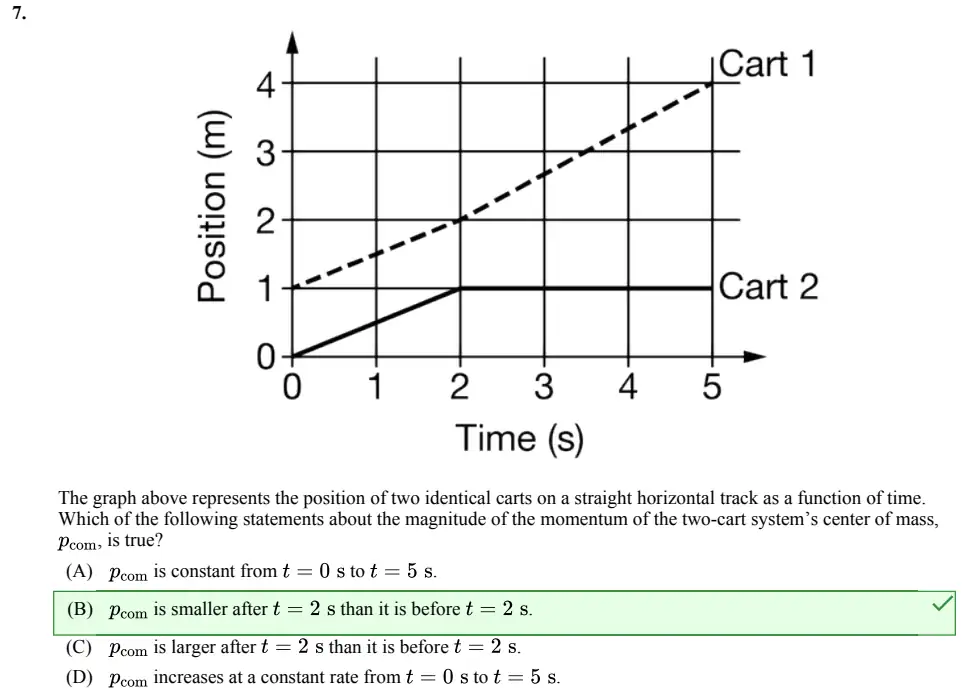 7.
Cart 1
4
3
2
1
0
Position (m)
Cart 2
0 1 2 3 4 5
Time (s)
The graph above represents the position of two identical carts on a straight horizontal track as a function of time.
Which of the following statements about the magnitude of the momentum of the two-cart system’s center of mass,
pcom, is true?
(A) pcom is constant from t = 0 s to t = 5 s.
(B) pcom is smaller after t = 2 s than it is before t = 2 s.
(C) pcom is larger after t = 2 s than it is before t = 2 s.
(D) pcom increases at a constant rate from t = 0 s to t = 5 s.